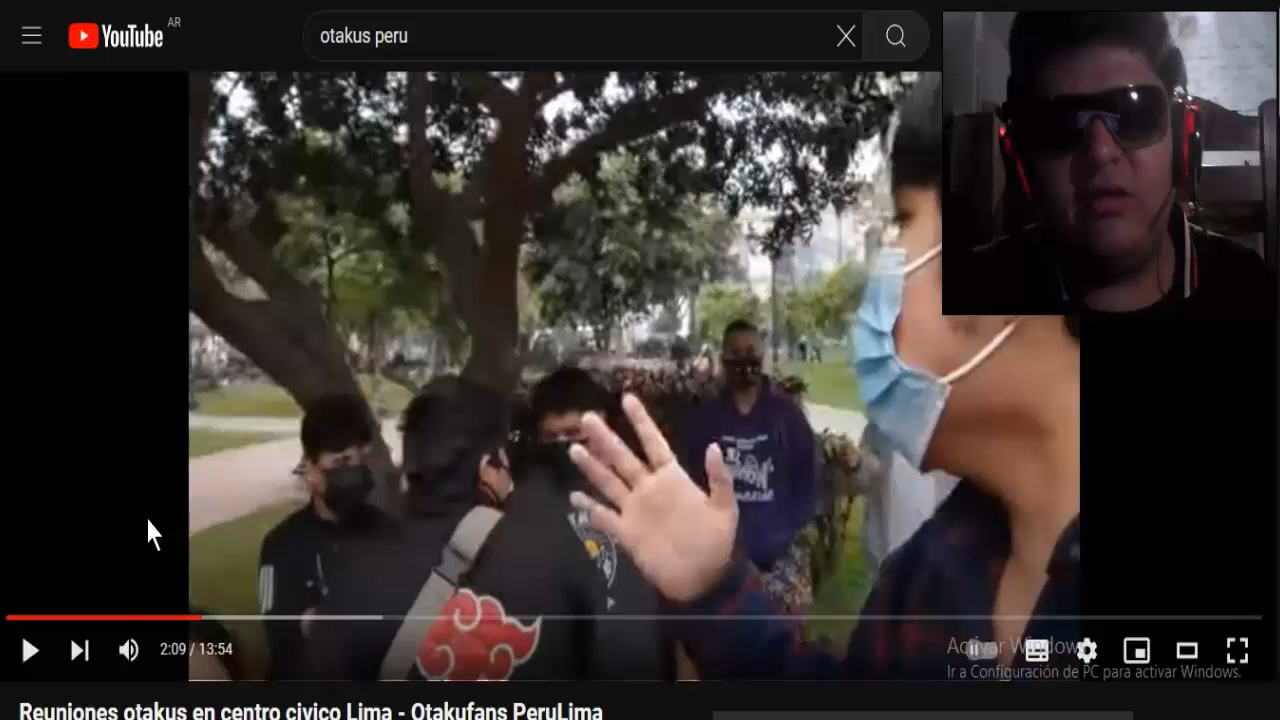 YouTube AR
otakus peru
2:09 / 13:54
Activar Windows
Ir a Configuración de PC para activar Windows.
Reuniones otakus en centro civico Lima - Otakufans PeruLima